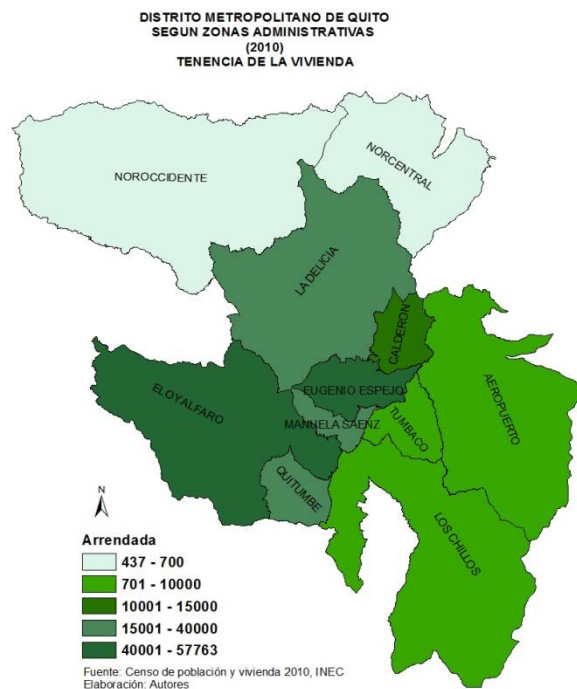 DISTRITO METROPOLITANO DE QUITO
SEGUN ZONAS ADMINISTRATIVAS
(2010)
TENENCIA DE LA VIVIENDA
NOROCCIDENTE
NORCENTRAL
LA DELICIA
CALDERON
EUGENIO ESPEJO
ELOY ALFARO
MANUELA SAENZ
TUMBACO
AEROPUERTO
QUITUMBE
LOS CHILLOS
N
Arrendada
437 - 700
701 - 10000
10001 - 15000
15001 - 40000
40001 - 57763
Fuente: Censo de población y vivienda 2010, INEC
Elaboración: Autores